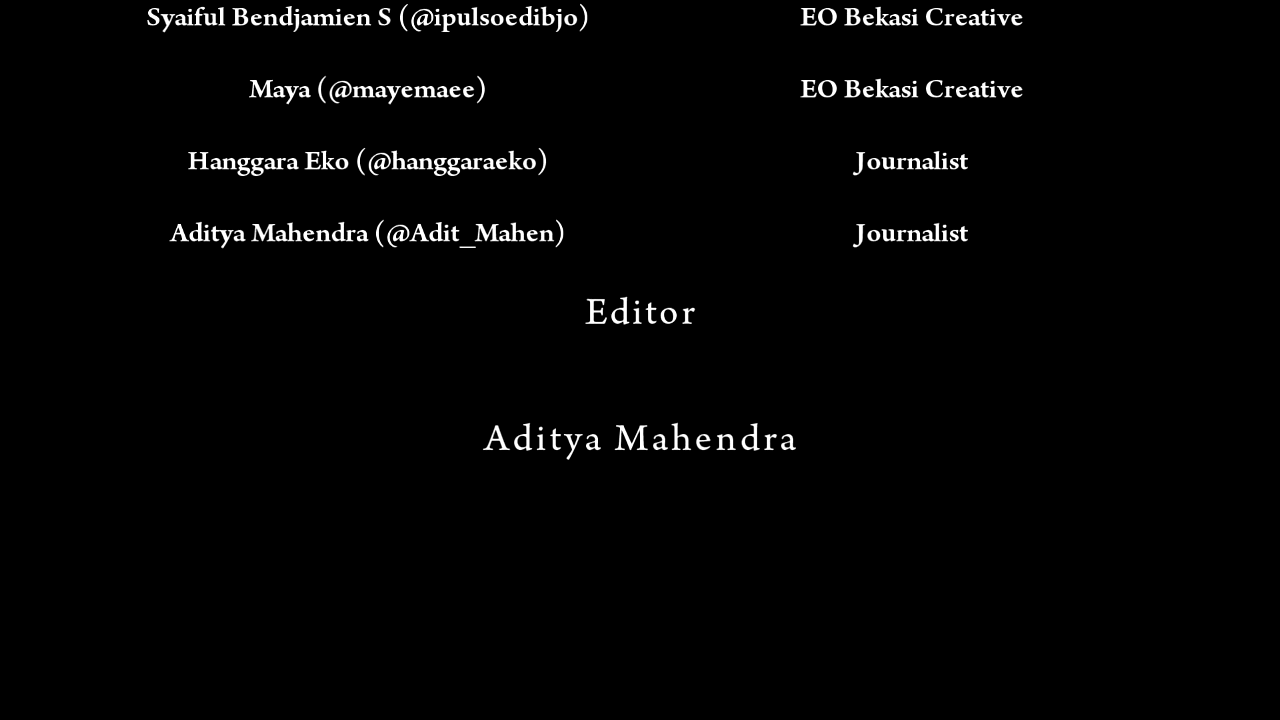 Syaiful Bendjamien S (@ipulsoedibjo) EO Bekasi Creative
Maya (@mayemaee) EO Bekasi Creative
Hanggara Eko (@hanggaraeko) Journalist
Aditya Mahendra (@Adit_Mahen) Journalist
Editor
Aditya Mahendra